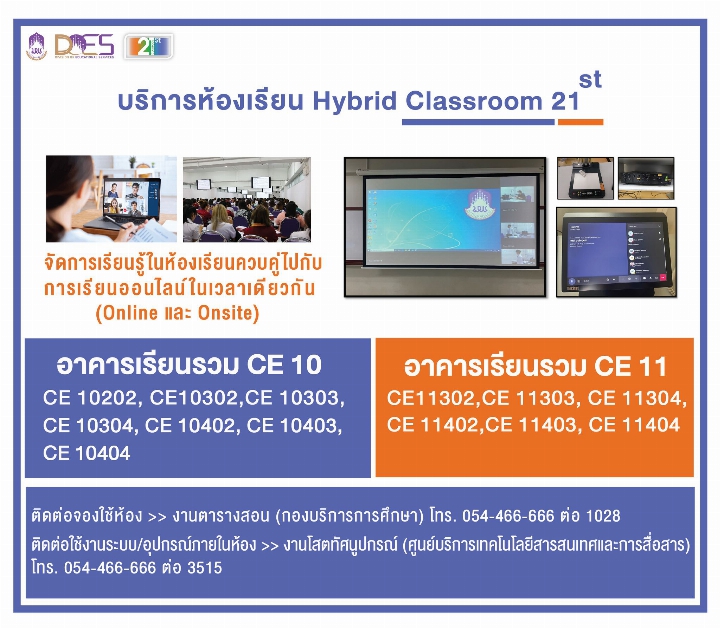 DOES
21st
บริการห้องเรียน Hybrid Classroom 21st
จัดการเรียนรู้ในห้องเรียนควบคู่ไปกับ
การเรียนออนไลน์ในเวลาเดียวกัน
(Online และ Onsite)
อาคารเรียนรวม CE 10
CE 10202, CE10302,CE 10303,
CE 10304, CE 10402, CE 10403,
CE 10404
อาคารเรียนรวม CE 11
CE11302,CE 11303, CE 11304,
CE 11402,CE 11403, CE 11404
ติดต่อจองใช้ห้อง >> งานตารางสอน (กองบริการการศึกษา) โทร. 054-466-666 ต่อ 1028
ติดต่อใช้งานระบบ/อุปกรณ์ภายในห้อง >> งานโสตทัศนูปกรณ์ (ศูนย์บริการเทคโนโลยีสารสนเทศและการสื่อสาร)
โทร. 054-466-666 ต่อ 3515